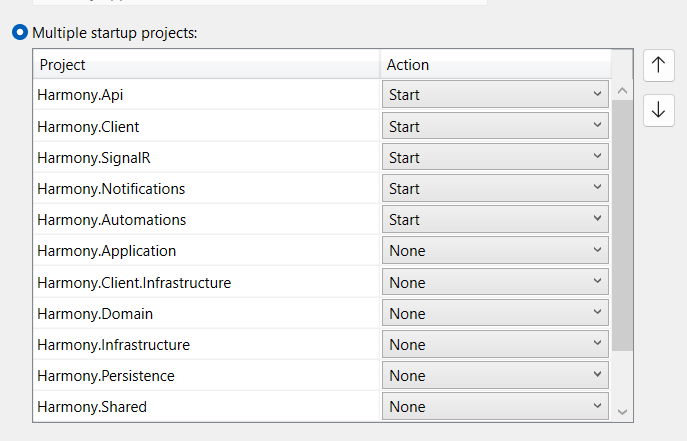 Multiple startup projects:
Project Action
Harmony.Api Start
Harmony.Client Start
Harmony.SignalR Start
Harmony.Notifications Start
Harmony.Automations Start
Harmony.Application None
Harmony.Client.Infrastructure None
Harmony.Domain None
Harmony.Infrastructure None
Harmony.Persistence None
Harmony.Shared None